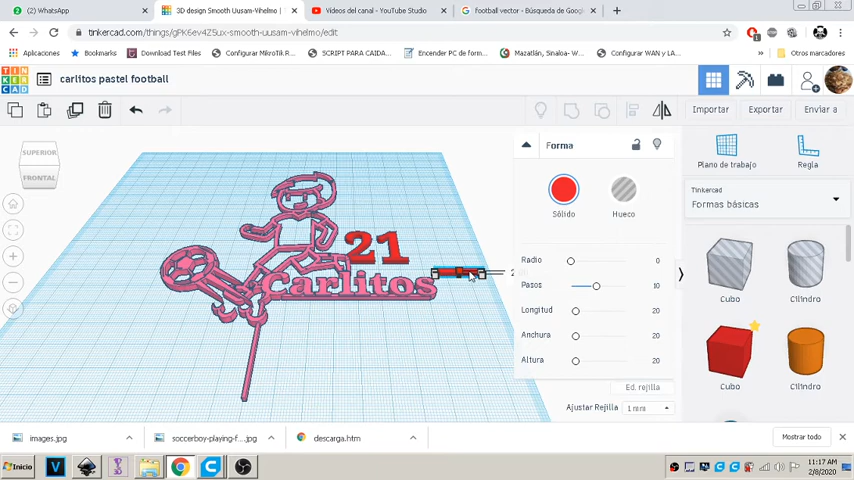 (2) WhatsApp
3D design Smooth Uusam-Vihelmo |
Videos del canal - YouTube Studio
Football vector - Búsqueda de Goog
tinkercad.com/things/gPK6ev4Z5ux-smooth-uusam-vihelmo/edit
Aplicaciones
Bookmarks
Download Test Files
Configurar MikroTik R
SCRIPT PARA CAIDA...
Encender PC de form...
Mazatlán, Sinaloa- W...
Configurar WAN y LA...
Otros marcadores
TIN
KER
CAD
carlitos pastel football
Importar
Exportar
Enviar a
SUPERIOR
FRONTAL
Forma
Sólido
Hueco
Radio
0
Pasos
10
Longitud
20
Anchura
20
Altura
20
Ed. rejilla
Ajustar Rejilla
1 mm
Plano de trabajo
Regla
Tinkercad
Formas básicas
Cubo
Cilindro
Cubo
Cilindro
21
Carlitos
images.jpg
soccerboy-playing-f....jpg
descarga.htm
Mostrar todo
Inicio
11:17 AM
2/8/2020